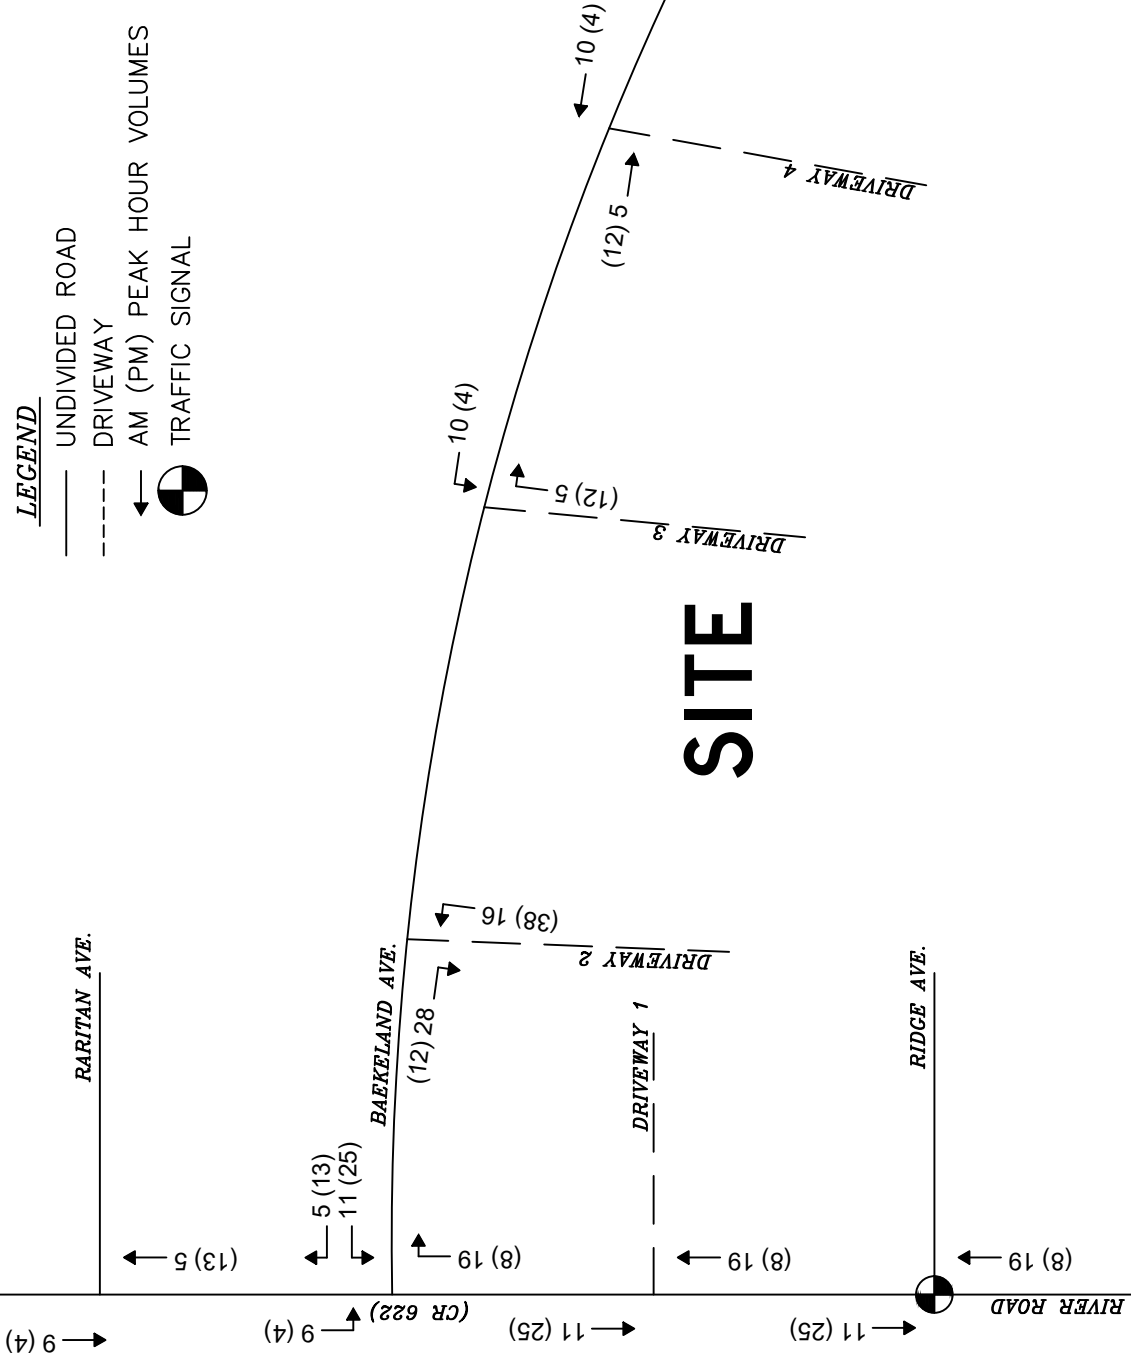 LEGEND
UNDIVIDED ROAD
DRIVEWAY
AM (PM) PEAK HOUR VOLUMES
TRAFFIC SIGNAL
10 (4)
(12) 5
DRIVEWAY 4
10 (4)
(12) 5
DRIVEWAY 3
SITE
(38) 16
DRIVEWAY 2
(12) 28
RARITAN AVE.
BAEKELAND AVE.
DRIVEWAY 1
RIDGE AVE.
5 (13)
11 (25)
(13) 5
(8) 19
(8) 19
(8) 19
9 (4)
9 (4)
(CR 622)
11 (25)
11 (25)
RIVER ROAD